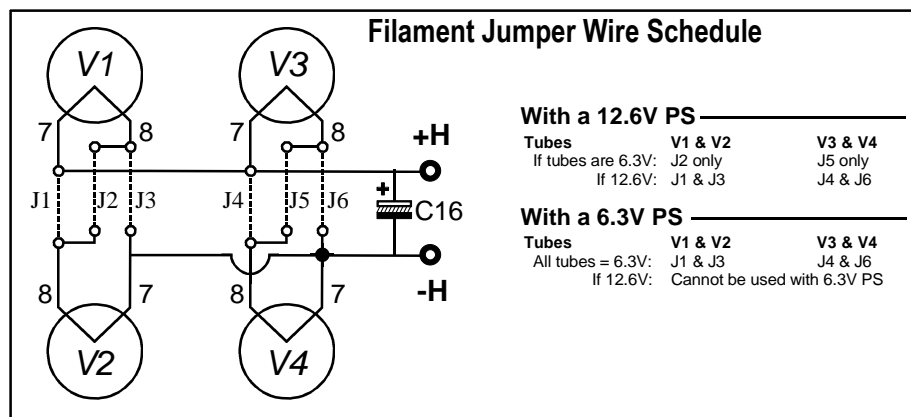 Filament Jumper Wire Schedule
V1 V3
7 8 7 8
+H
J1 J2 J3 J4 J5 J6
+
C16
-H
8 7 8 7
V2 V4
With a 12.6V PS
Tubes V1 & V2 V3 & V4
If tubes are 6.3V: J2 only J5 only
If 12.6V: J1 & J3 J4 & J6
With a 6.3V PS
Tubes V1 & V2 V3 & V4
All tubes = 6.3V: J1 & J3 J4 & J6
If 12.6V: Cannot be used with 6.3V PS